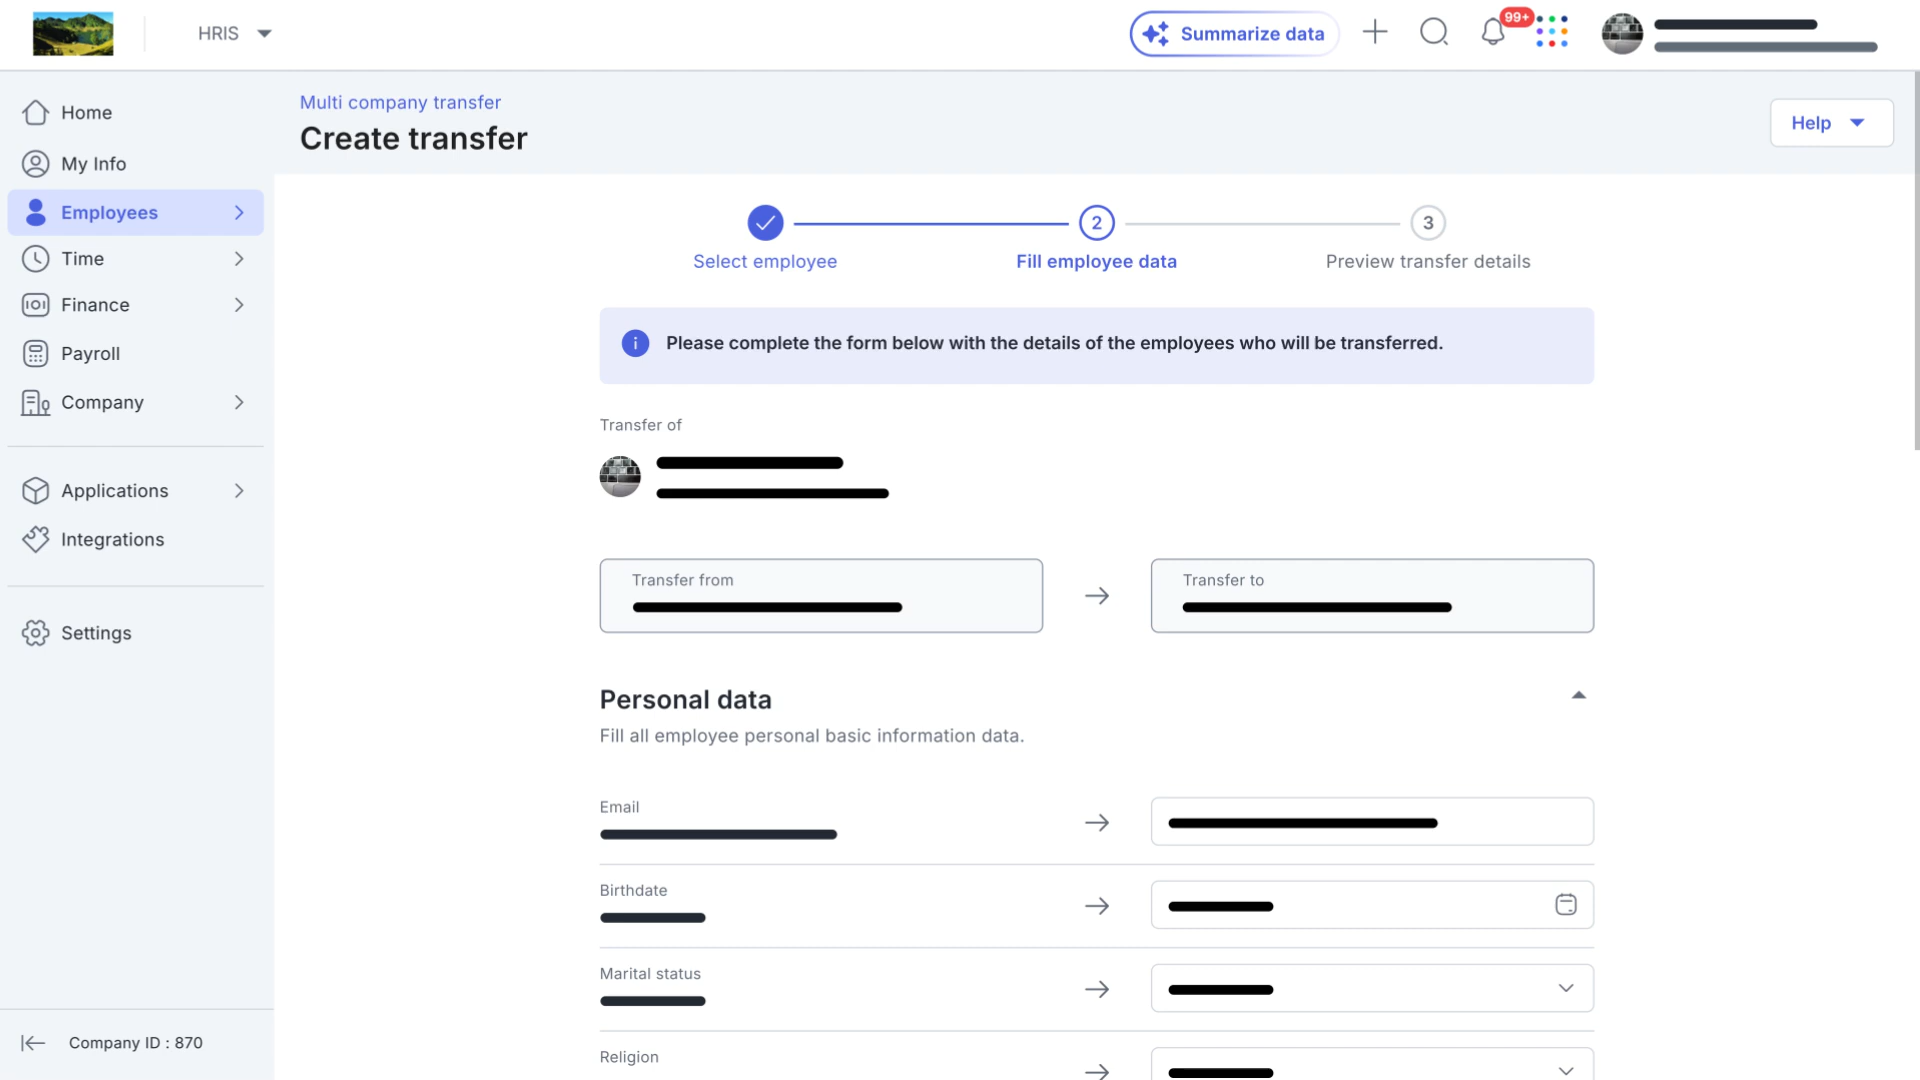 HRIS
Summarize data
99+
Home
My Info
Employees
Time
Finance
Payroll
Company
Applications
Integrations
Settings
Company ID : 870
Multi company transfer
Create transfer
Help
2
3
Select employee
Fill employee data
Preview transfer details
Please complete the form below with the details of the employees who will be transferred.
Transfer of
Transfer from
Transfer to
Personal data
Fill all employee personal basic information data.
Email
Birthdate
Marital status
Religion